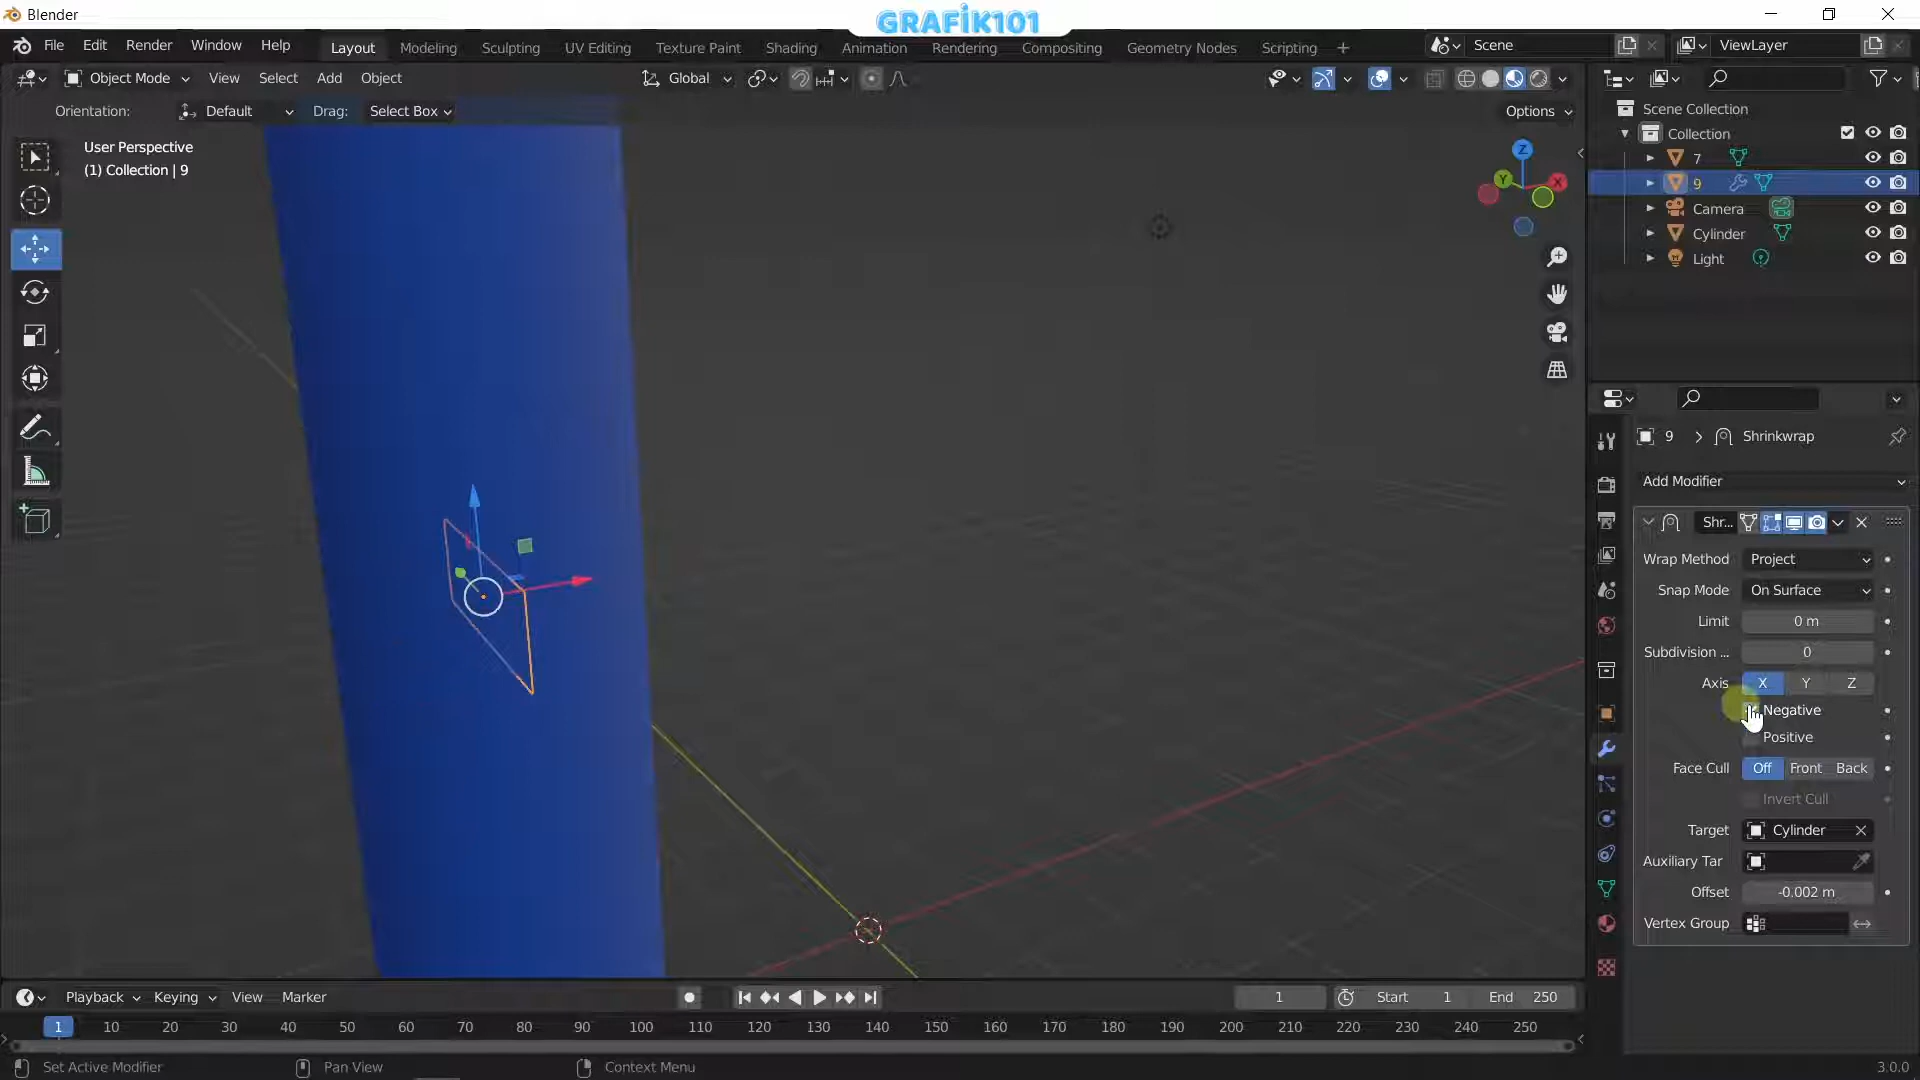 Blender
GRAFİK101
File Edit Render Window Help
Layout Modeling Sculpting UV Editing Texture Paint Shading Animation Rendering Compositing Geometry Nodes Scripting +
Scene
ViewLayer
Object Mode View Select Add Object
Global
Orientation: Default Drag: Select Box
Options
User Perspective
(1) Collection | 9
Z
Y
X
Scene Collection
Collection
7
9
Camera
Cylinder
Light
9 > Shrinkwrap
Add Modifier
Shr...
Wrap Method Project
Snap Mode On Surface
Limit 0 m
Subdivision ... 0
Axis X Y Z
Negative
Positive
Face Cull Off Front Back
Invert Cull
Target Cylinder
Auxiliary Tar
Offset -0.002 m
Vertex Group
Playback Keying View Marker
1
Start 1
End 250
1 10 20 30 40 50 60 70 80 90 100 110 120 130 140 150 160 170 180 190 200 210 220 230 240 250
Set Active Modifier
Pan View
Context Menu
3.0.0